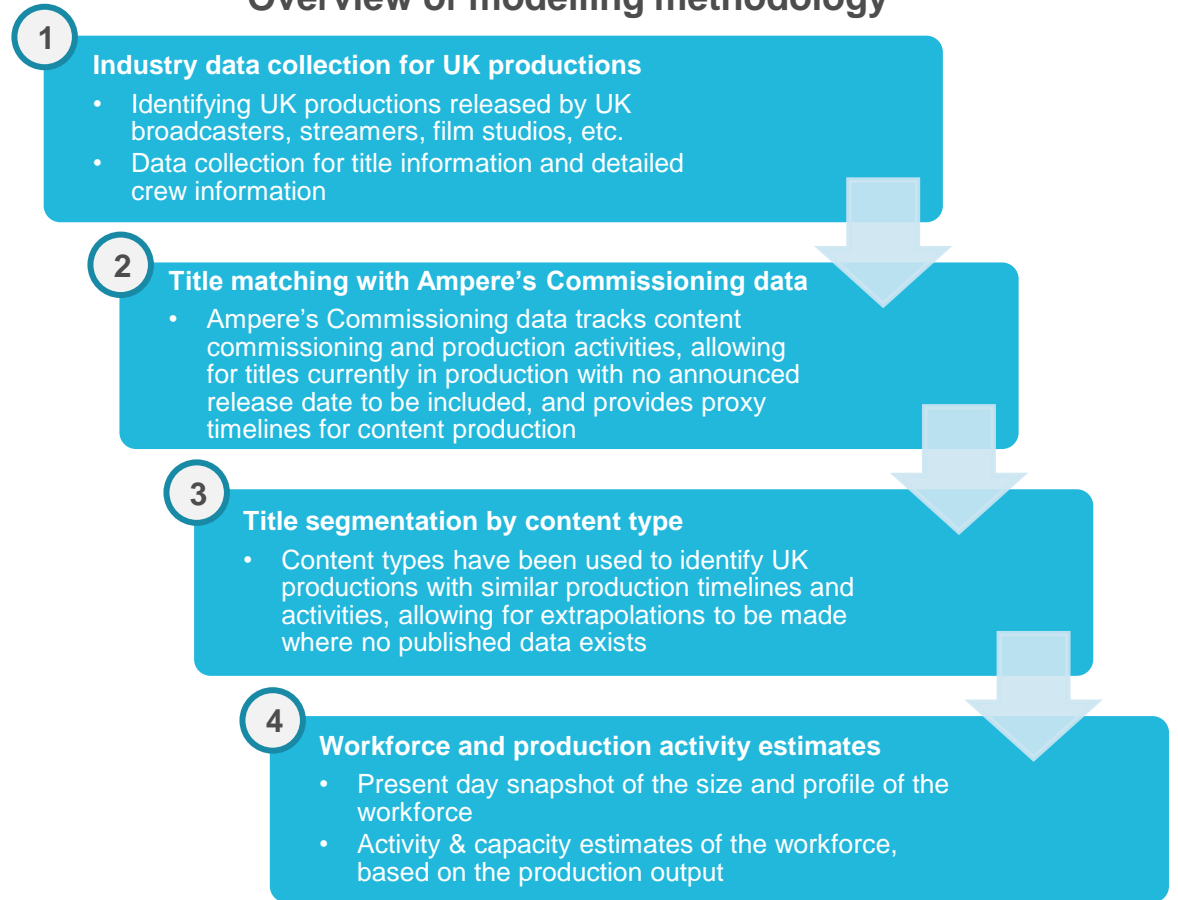 Overview of modelling methodology
1
Industry data collection for UK productions
• Identifying UK productions released by UK
broadcasters, streamers, film studios, etc.
• Data collection for title information and detailed
crew information
2
Title matching with Ampere's Commissioning data
• Ampere's Commissioning data tracks content
commissioning and production activities, allowing
for titles currently in production with no announced
release date to be included, and provides proxy
timelines for content production
3
Title segmentation by content type
• Content types have been used to identify UK
productions with similar production timelines and
activities, allowing for extrapolations to be made
where no published data exists
4
Workforce and production activity estimates
• Present day snapshot of the size and profile of the
workforce
• Activity & capacity estimates of the workforce,
based on the production output